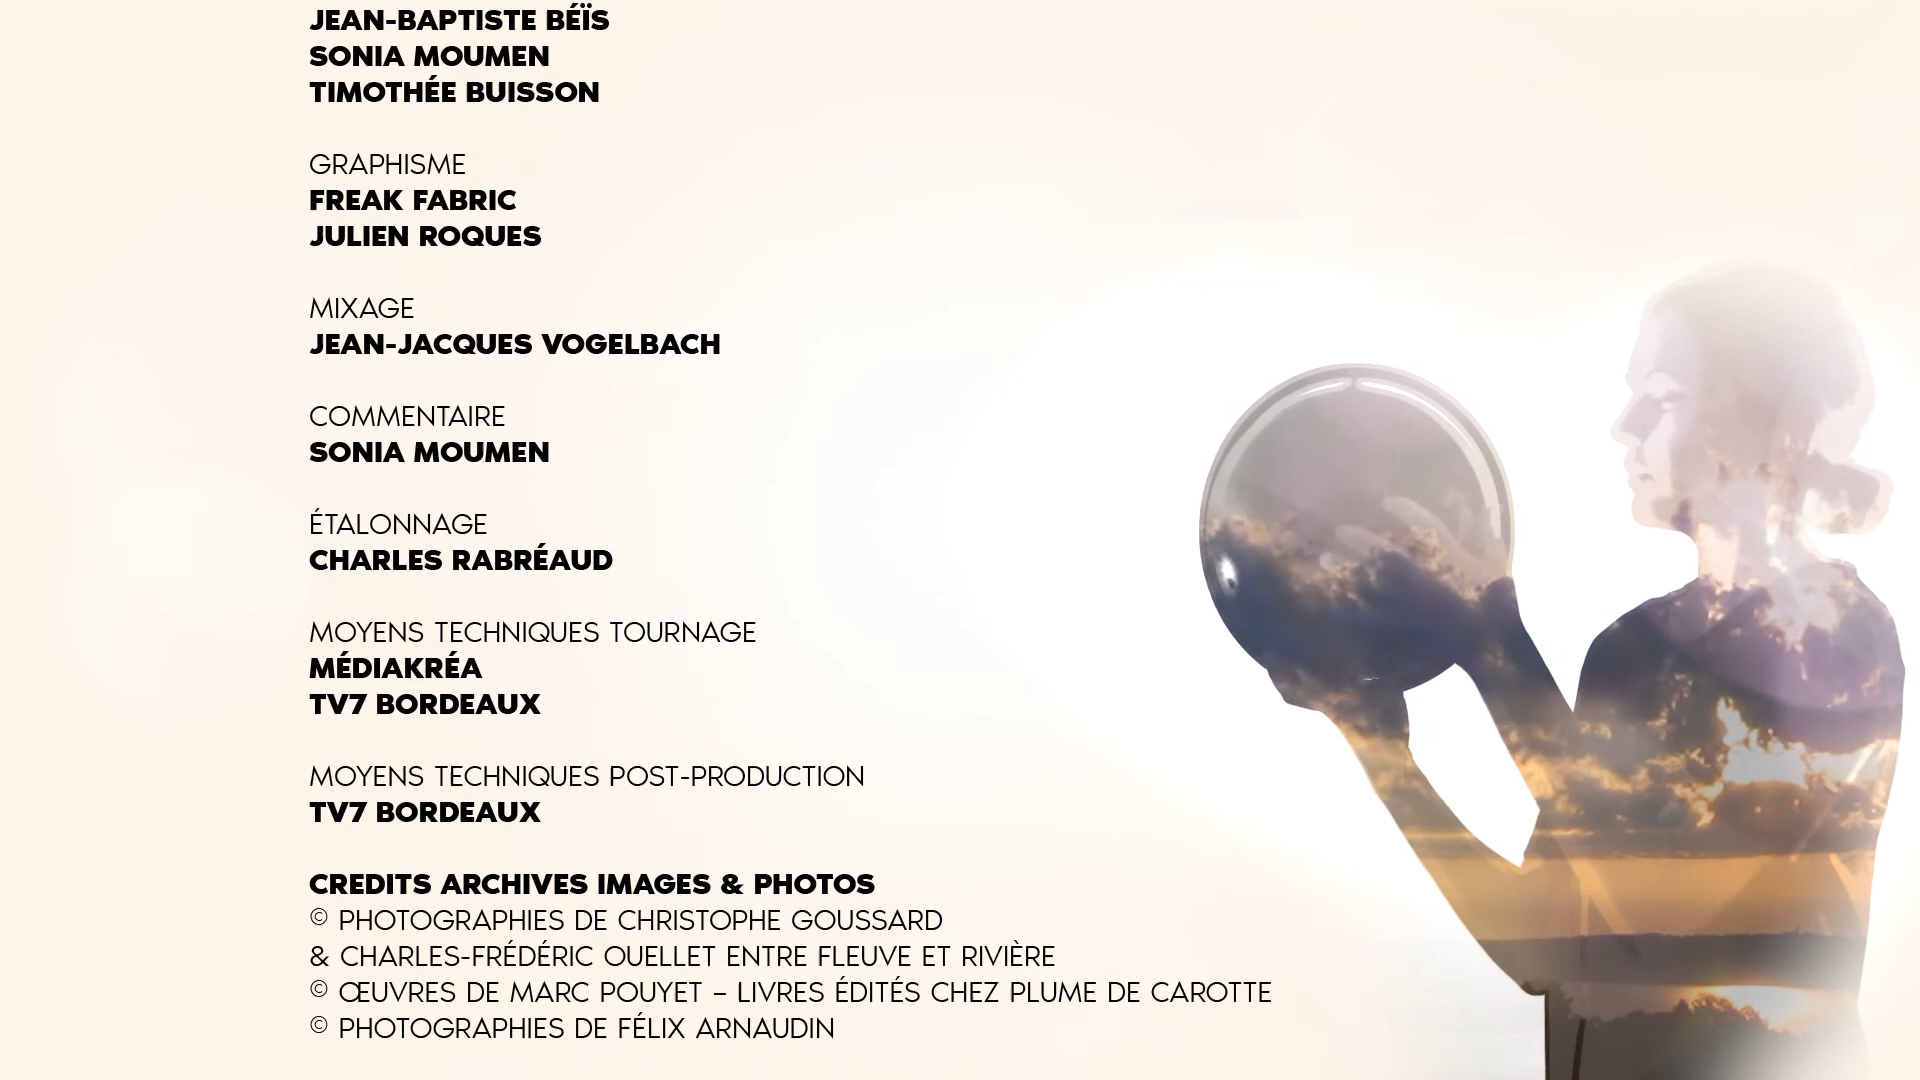 JEAN-BAPTISTE BÉÏS
SONIA MOUMEN
TIMOTHÉE BUISSON
GRAPHISME
FREAK FABRIC
JULIEN ROQUES
MIXAGE
JEAN-JACQUES VOGELBACH
COMMENTAIRE
SONIA MOUMEN
ÉTALONNAGE
CHARLES RABRÉAUD
MOYENS TECHNIQUES TOURNAGE
MÉDIAKRÉA
TV7 BORDEAUX
MOYENS TECHNIQUES POST-PRODUCTION
TV7 BORDEAUX
CREDITS ARCHIVES IMAGES & PHOTOS
© PHOTOGRAPHIES DE CHRISTOPHE GOUSSARD
& CHARLES-FRÉDÉRIC OUELLET ENTRE FLEUVE ET RIVIÈRE
© ŒUVRES DE MARC POUYET – LIVRES ÉDITÉS CHEZ PLUME DE CAROTTE
© PHOTOGRAPHIES DE FÉLIX ARNAUDIN